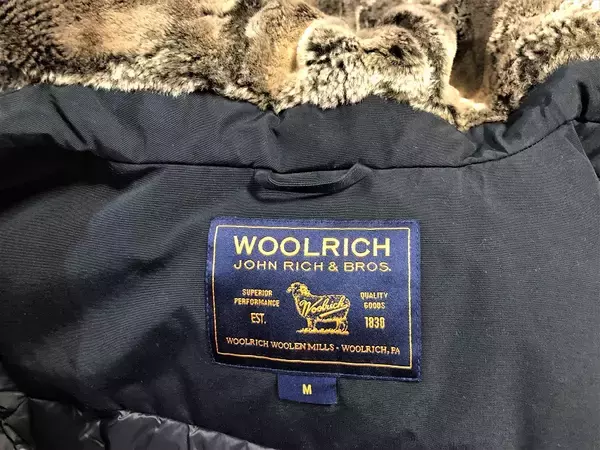 WOOLRICH
JOHN RICH & BROS.
SUPERIOR PERFORMANCE
Woolrich
QUALITY GOODS
EST.
1830
WOOLRICH WOOLEN MILLS - WOOLRICH, PA
M